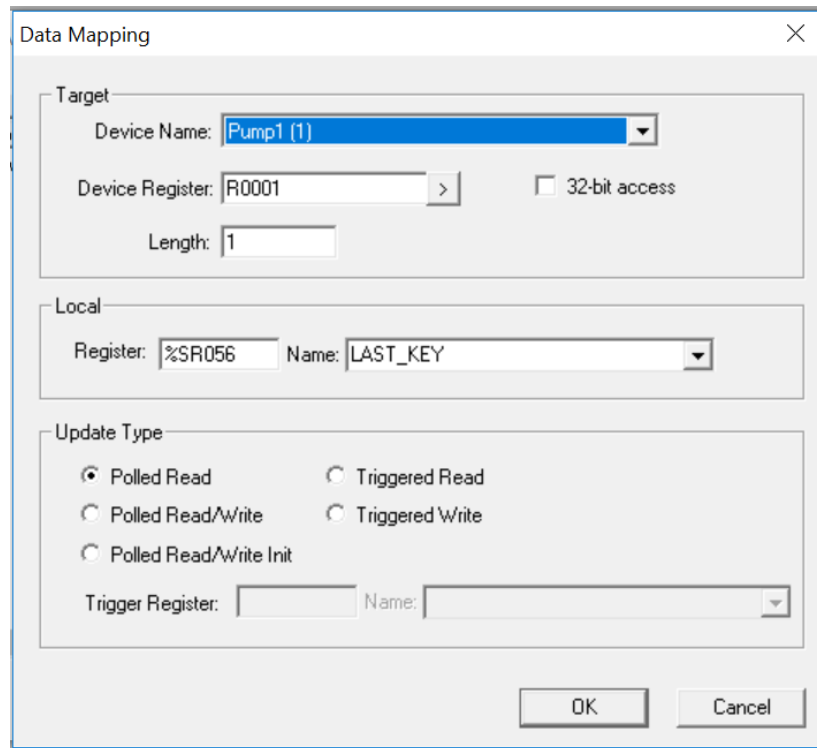 Data Mapping
Target
Device Name: Pump1 (1)
Device Register: R0001 > 32-bit access
Length: 1
Local
Register: %SR056 Name: LAST_KEY
Update Type
Polled Read Triggered Read
Polled Read/Write Triggered Write
Polled Read/Write Init
Trigger Register: Name:
OK Cancel